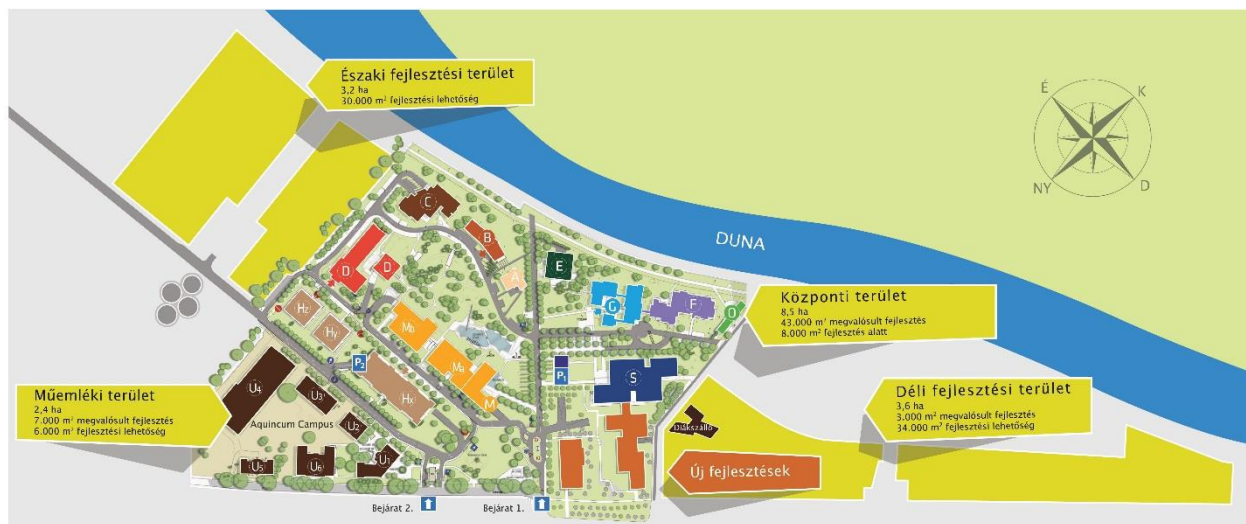 Északi fejlesztési terület
3,2 ha
30.000 m² fejlesztési lehetőség
É
K
NY
D
DUNA
C
B
A
E
D
D
G
F
O
Központi terület
8,5 ha
43.000 m² megvalósult fejlesztés
8.000 m² fejlesztés alatt
Hz
Hy
Hx
Mb
Ma
M
P2
P1
S
Műemléki terület
2,4 ha
7.000 m² megvalósult fejlesztés
6.000 m² fejlesztési lehetőség
U4
U3
U2
Aquincum Campus
U5
U6
U1
Déli fejlesztési terület
3,6 ha
3.000 m² megvalósult fejlesztés
34.000 m² fejlesztési lehetőség
Diákszálló
Új fejlesztések
Bejárat 2.
Bejárat 1.